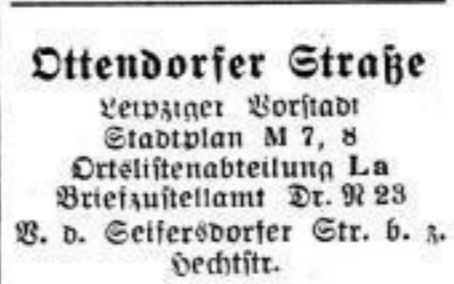 Ottendorfer Straße
Leipziger Vorstadt
Stadtplan M 7, 8
Ortslistenabteilung La
Briefzustellamt Dr. N 23
V. d. Seifersdorfer Str. b. z.
Hechtstr.